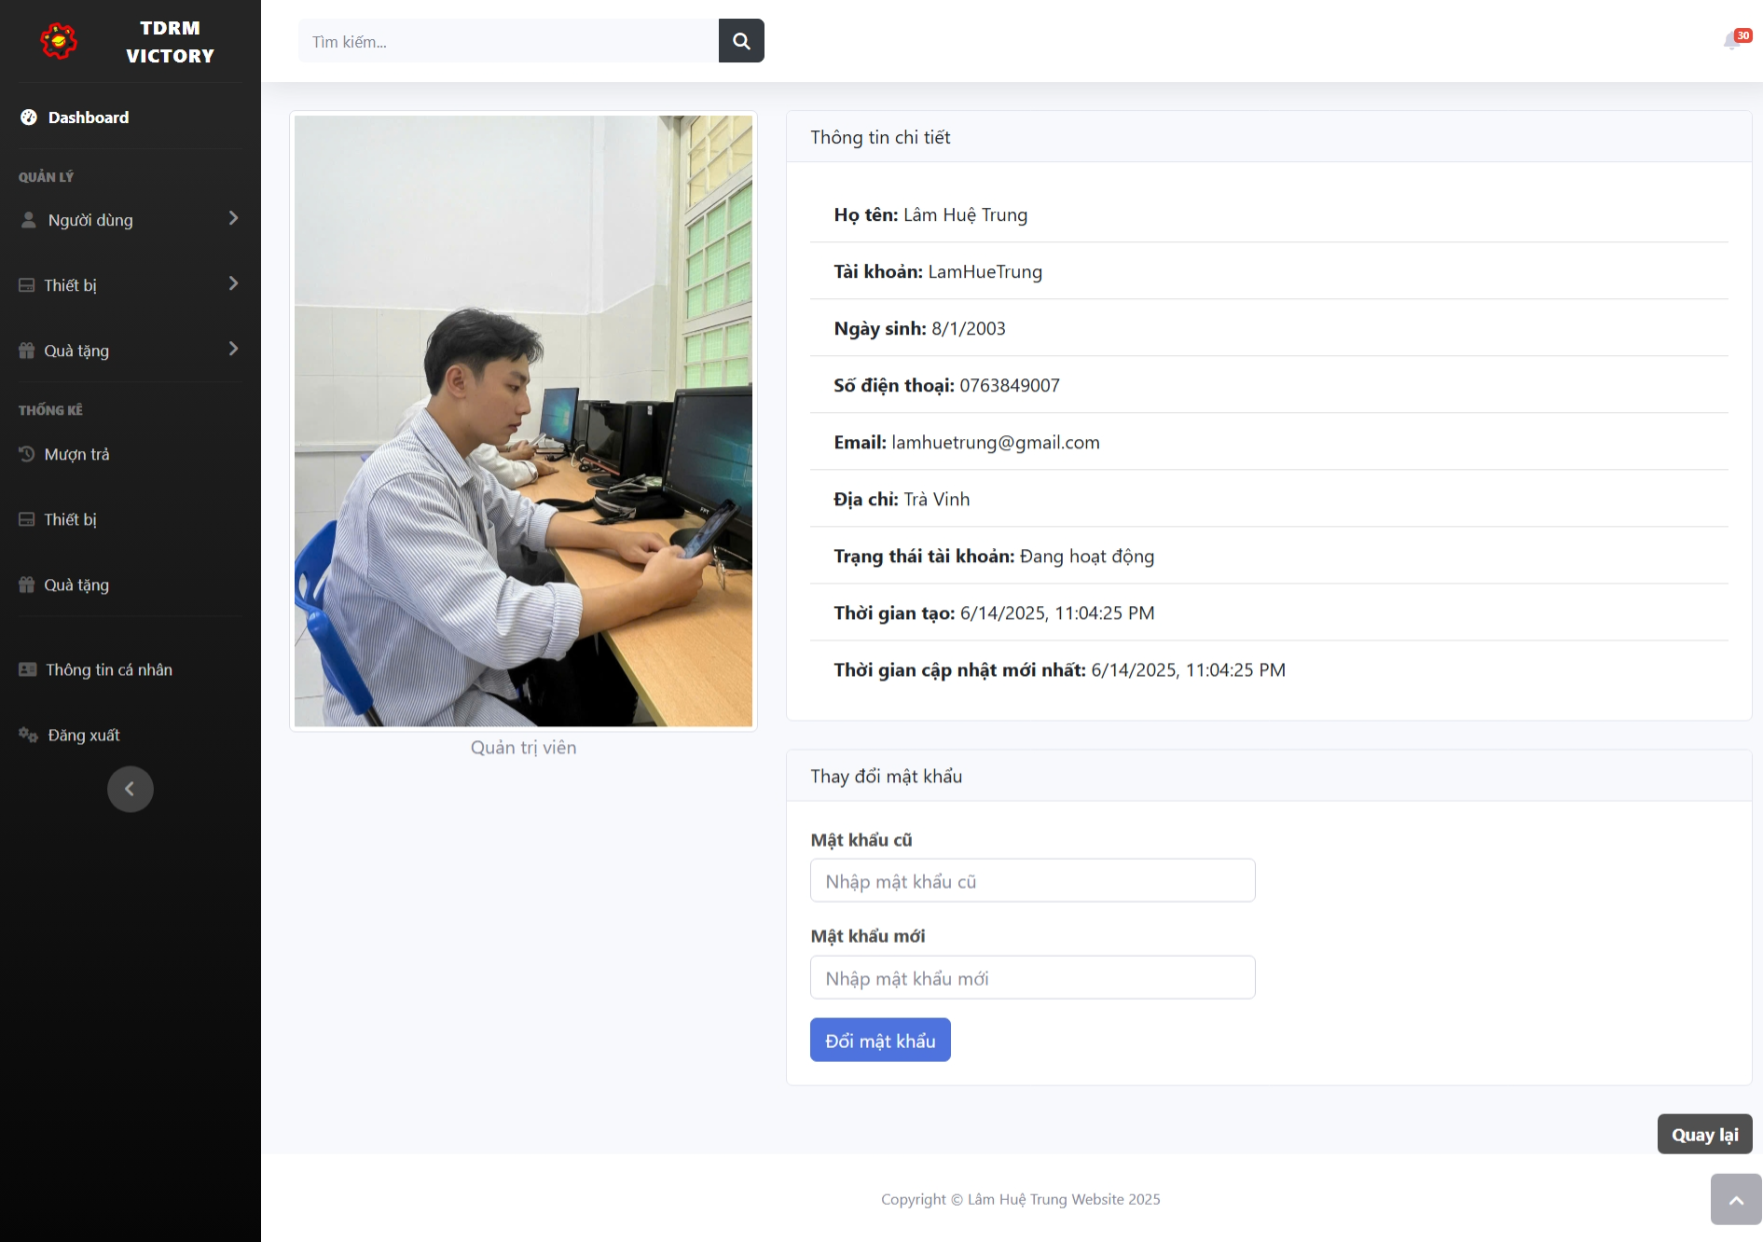 TDRM
VICTORY
Dashboard
QUẢN LÝ
Người dùng
Thiết bị
Quà tặng
THỐNG KÊ
Mượn trả
Thiết bị
Quà tặng
Thông tin cá nhân
Đăng xuất
Tìm kiếm...
30
Quản trị viên
Thông tin chi tiết
Họ tên: Lâm Huệ Trung
Tài khoản: LamHueTrung
Ngày sinh: 8/1/2003
Số điện thoại: 0763849007
Email: lamhuetrung@gmail.com
Địa chỉ: Trà Vinh
Trạng thái tài khoản: Đang hoạt động
Thời gian tạo: 6/14/2025, 11:04:25 PM
Thời gian cập nhật mới nhất: 6/14/2025, 11:04:25 PM
Thay đổi mật khẩu
Mật khẩu cũ
Nhập mật khẩu cũ
Mật khẩu mới
Nhập mật khẩu mới
Đổi mật khẩu
Quay lại
Copyright © Lâm Huệ Trung Website 2025